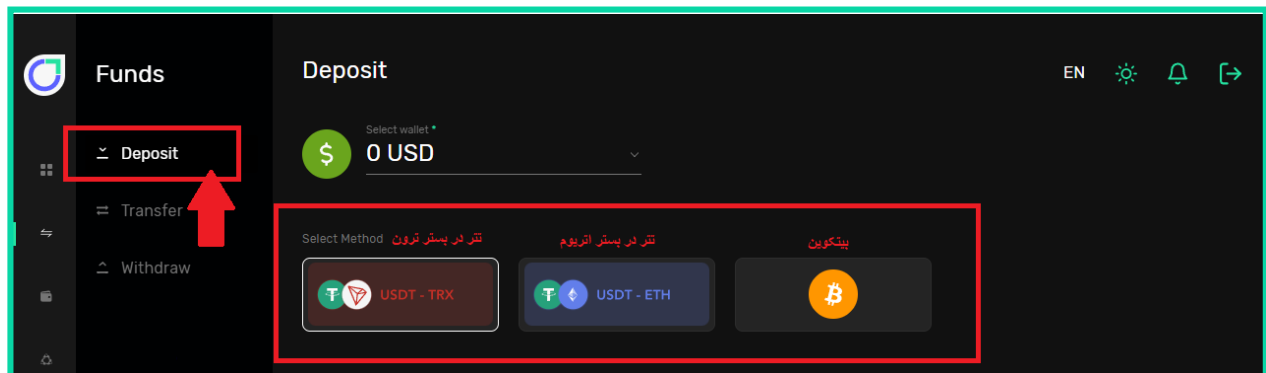 Funds
Deposit
EN
Select wallet *
0 USD
Deposit
Transfer
Withdraw
Select Method تتر در بستر ترون تتر در بستر اتریوم بیتکوین
USDT - TRX
USDT - ETH